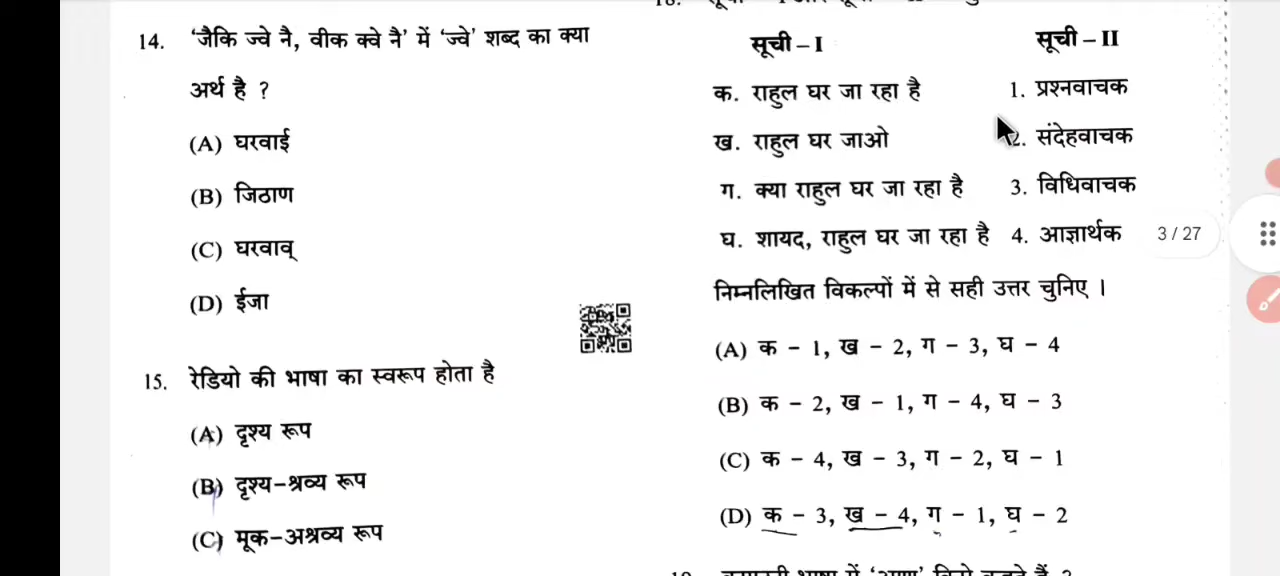 14. ‘जैकि ज्वे नै, वीक क्वे नै’ में ‘ज्वे’ शब्द का क्या
अर्थ है ?
(A) घरवाई
(B) जिठाण
(C) घरवाव्
(D) ईजा
15. रेडियो की भाषा का स्वरूप होता है
(A) दृश्य रूप
(B) दृश्य-श्रव्य रूप
(C) मूक-अश्रव्य रूप
सूची – I सूची – II
क. राहुल घर जा रहा है 1. प्रश्नवाचक
ख. राहुल घर जाओ 2. संदेहवाचक
ग. क्या राहुल घर जा रहा है 3. विधिवाचक
घ. शायद, राहुल घर जा रहा है 4. आज्ञार्थक
3 / 27
निम्नलिखित विकल्पों में से सही उत्तर चुनिए ।
(A) क - 1, ख - 2, ग - 3, घ - 4
(B) क - 2, ख - 1, ग - 4, घ - 3
(C) क - 4, ख - 3, ग - 2, घ - 1
(D) क - 3, ख - 4, ग - 1, घ - 2